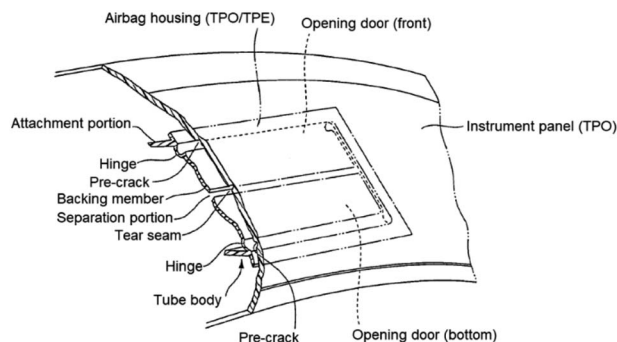 Airbag housing (TPO/TPE)
Opening door (front)
Attachment portion
Instrument panel (TPO)
Hinge
Pre-crack
Backing member
Separation portion
Tear seam
Hinge
Tube body
Pre-crack
Opening door (bottom)